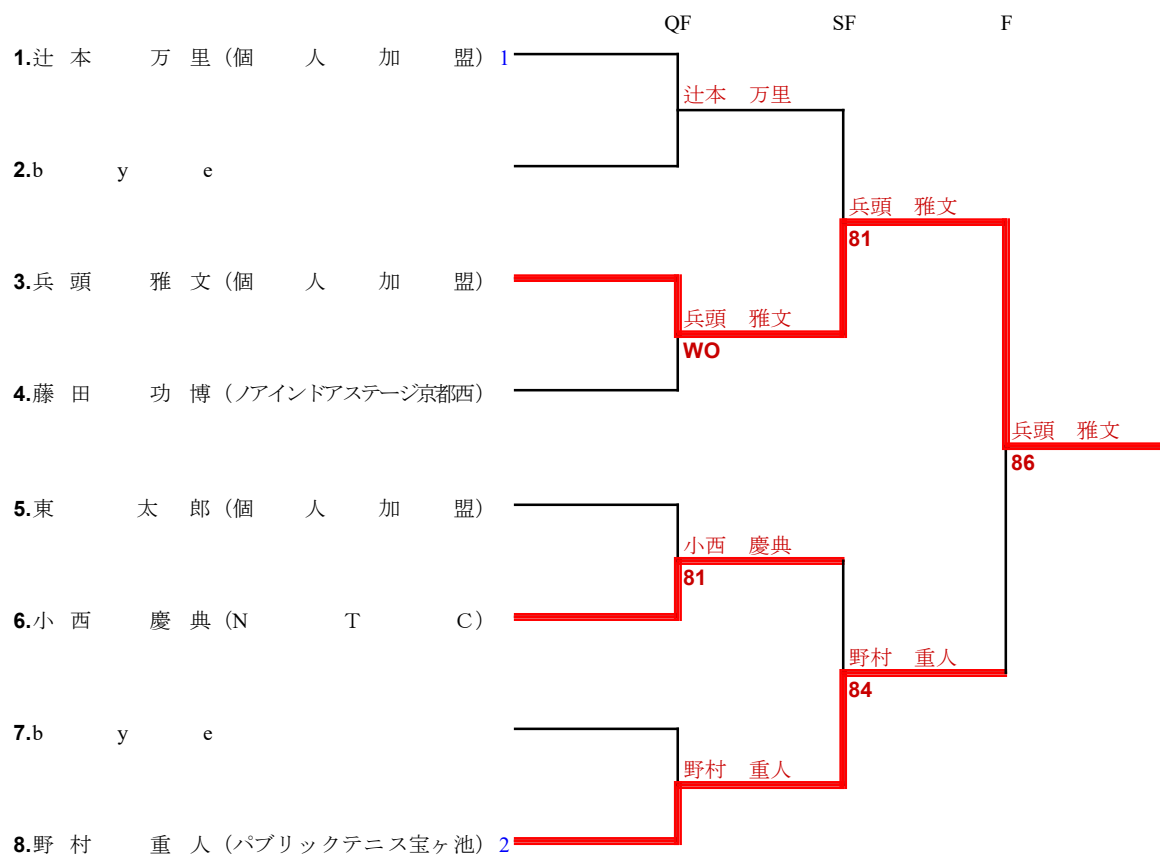 QF SF F
1.辻本 万里(個人加盟) 1
辻本 万里
2.bye
兵頭 雅文
81
3.兵頭 雅文(個人加盟)
兵頭 雅文
WO
4.藤田 功博(ノアインドアステージ京都西)
兵頭 雅文
86
5.東 太郎(個人加盟)
小西 慶典
81
6.小西 慶典(NTC)
野村 重人
84
7.bye
野村 重人
8.野村 重人(パブリックテニス宝ヶ池) 2